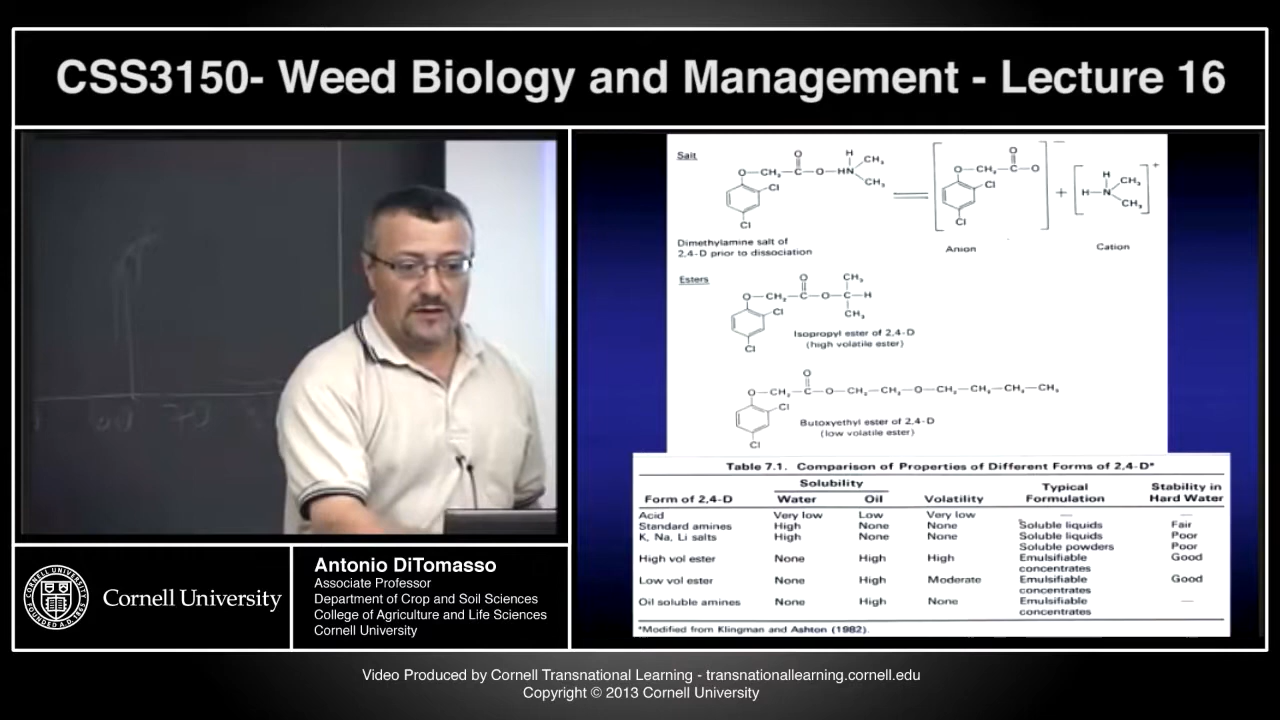 CSS3150- Weed Biology and Management - Lecture 16
Salt
Dimethylamine salt of
2,4-D prior to dissociation
Anion
Cation
Esters
Isopropyl ester of 2,4-D
(high volatile ester)
Butoxyethyl ester of 2,4-D
(low volatile ester)
Table 7.1. Comparison of Properties of Different Forms of 2,4-D*
Solubility
Form of 2,4-D Water Oil Volatility Typical Formulation Stability in Hard Water
Acid Very low Low Very low — —
Standard amines High None None Soluble liquids Fair
K, Na, Li salts High None None Soluble liquids Poor
Soluble powders Poor
High vol ester None High High Emulsifiable concentrates Good
Low vol ester None High Moderate Emulsifiable concentrates Good
Oil soluble amines None High None Emulsifiable concentrates —
*Modified from Klingman and Ashton (1982).
Cornell University
Antonio DiTomasso
Associate Professor
Department of Crop and Soil Sciences
College of Agriculture and Life Sciences
Cornell University
Video Produced by Cornell Transnational Learning - transnationallearning.cornell.edu
Copyright © 2013 Cornell University